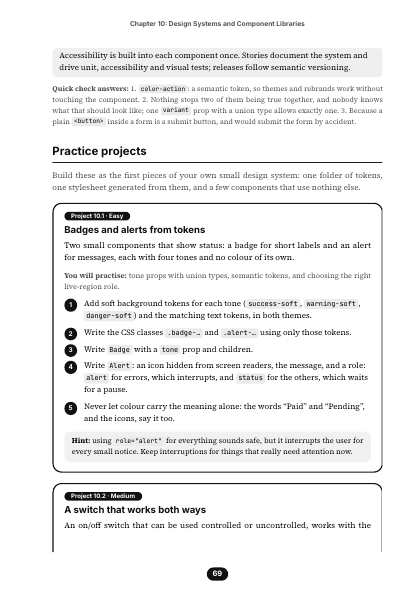 Chapter 10: Design Systems and Component Libraries
Accessibility is built into each component once. Stories document the system and
drive unit, accessibility and visual tests; releases follow semantic versioning.
Quick check answers: 1. color-action: a semantic token, so themes and rebrands work without
touching the component. 2. Nothing stops two of them being true together, and nobody knows
what that should look like; one variant prop with a union type allows exactly one. 3. Because a
plain <button> inside a form is a submit button, and would submit the form by accident.
Practice projects
Build these as the first pieces of your own small design system: one folder of tokens,
one stylesheet generated from them, and a few components that use nothing else.
Project 10.1 · Easy
Badges and alerts from tokens
Two small components that show status: a badge for short labels and an alert
for messages, each with four tones and no colour of its own.
You will practise: tone props with union types, semantic tokens, and choosing the right
live-region role.
1 Add soft background tokens for each tone (success-soft, warning-soft,
danger-soft) and the matching text tokens, in both themes.
2 Write the CSS classes .badge-… and .alert-… using only those tokens.
3 Write Badge with a tone prop and children.
4 Write Alert: an icon hidden from screen readers, the message, and a role:
alert for errors, which interrupts, and status for the others, which waits
for a pause.
5 Never let colour carry the meaning alone: the words “Paid” and “Pending”,
and the icons, say it too.
Hint: using role="alert" for everything sounds safe, but it interrupts the user for
every small notice. Keep interruptions for things that really need attention now.
Project 10.2 · Medium
A switch that works both ways
An on/off switch that can be used controlled or uncontrolled, works with the
69